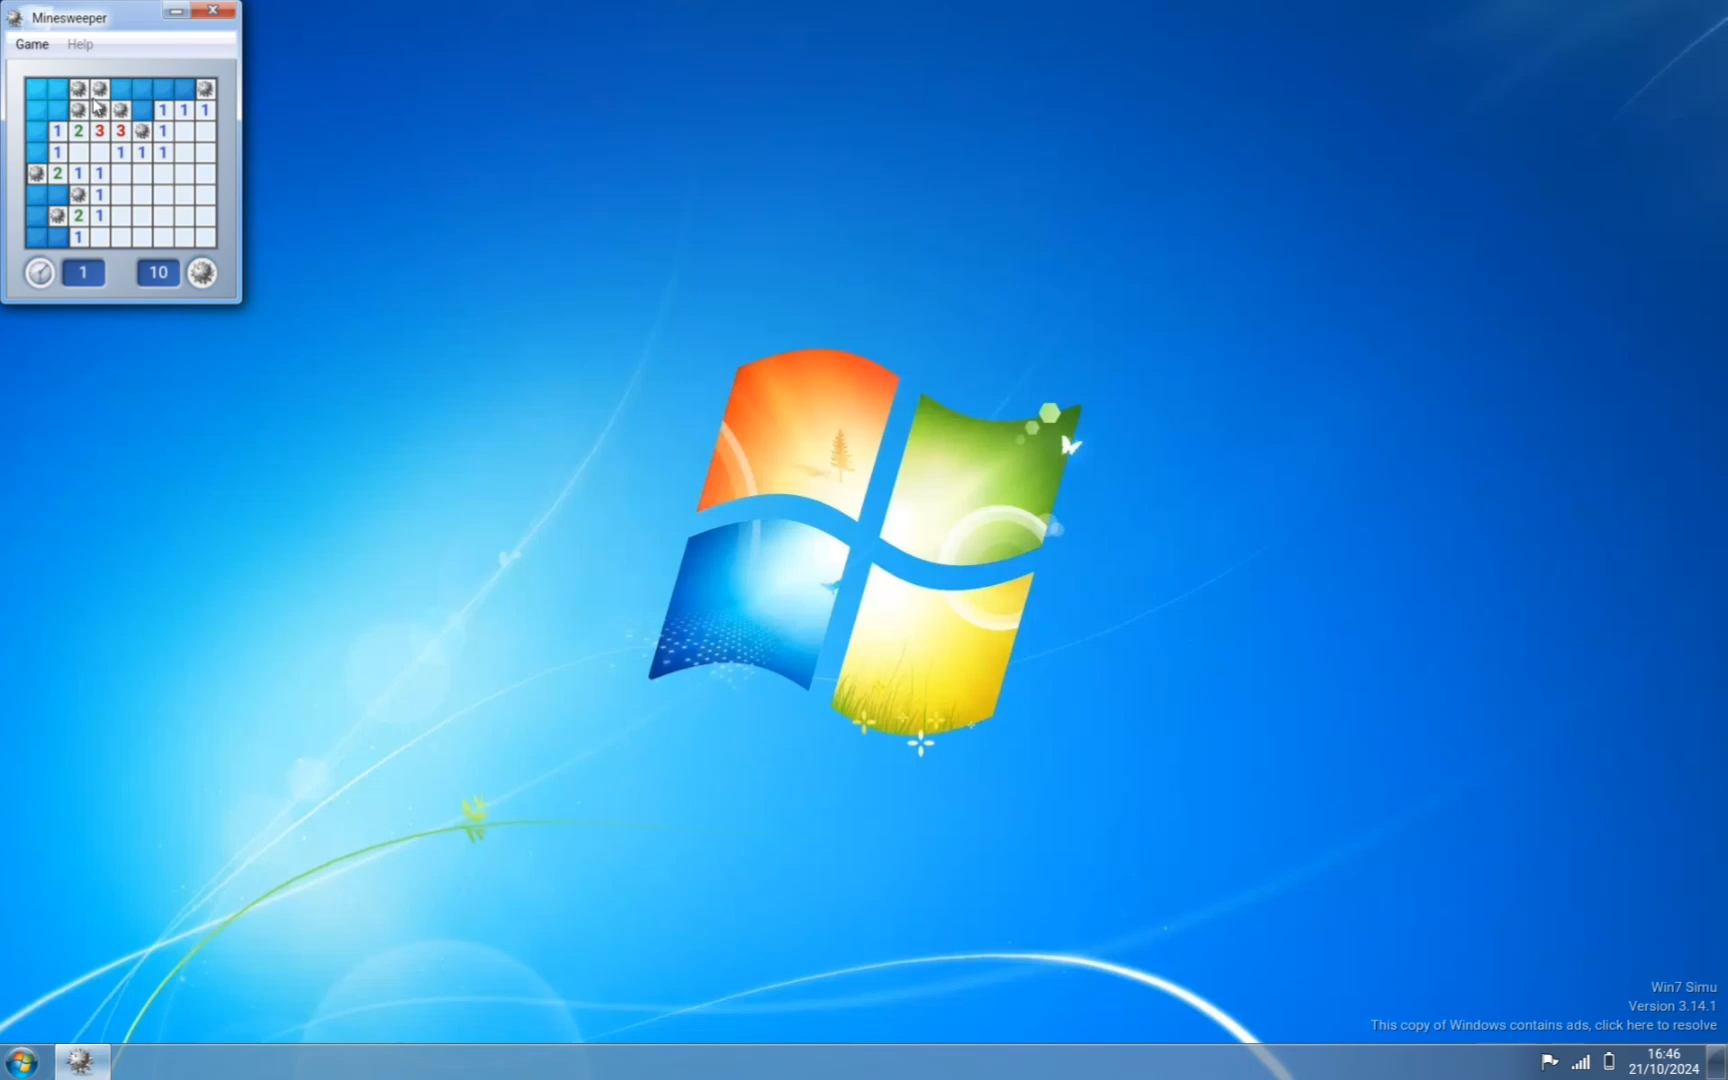 Minesweeper
Game Help
1 1 1
1 2 3 3 1
1 1 1 1
2 1 1
1
2 1
1
1 10
Win7 Simu
Version 3.14.1
This copy of Windows contains ads, click here to resolve
16:46
21/10/2024